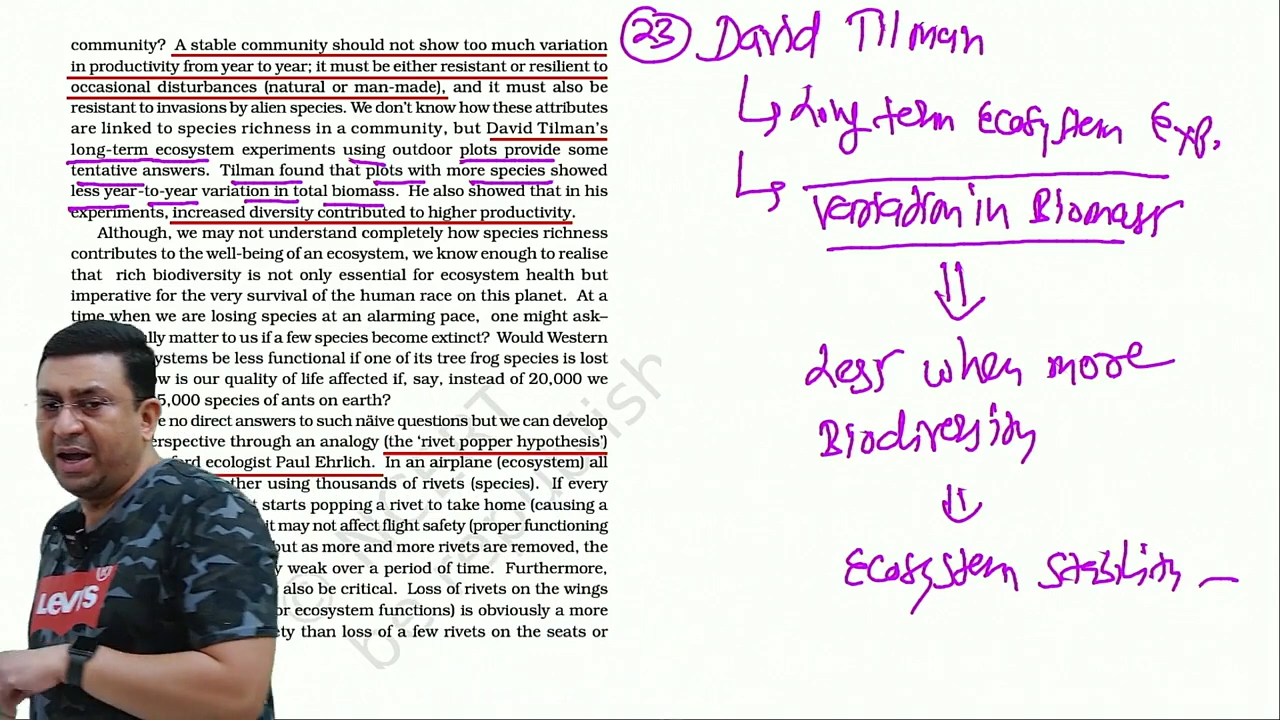 community? A stable community should not show too much variation
in productivity from year to year; it must be either resistant or resilient to
occasional disturbances (natural or man-made), and it must also be
resistant to invasions by alien species. We don't know how these attributes
are linked to species richness in a community, but David Tilman's
long-term ecosystem experiments using outdoor plots provide some
tentative answers. Tilman found that plots with more species showed
less year-to-year variation in total biomass. He also showed that in his
experiments, increased diversity contributed to higher productivity.
Although, we may not understand completely how species richness
contributes to the well-being of an ecosystem, we know enough to realise
that rich biodiversity is not only essential for ecosystem health but
imperative for the very survival of the human race on this planet. At a
time when we are losing species at an alarming pace, one might ask–
ally matter to us if a few species become extinct? Would Western
ystems be less functional if one of its tree frog species is lost
ow is our quality of life affected if, say, instead of 20,000 we
5,000 species of ants on earth?
e no direct answers to such näive questions but we can develop
erspective through an analogy (the 'rivet popper hypothesis')
ford ecologist Paul Ehrlich. In an airplane (ecosystem) all
ther using thousands of rivets (species). If every
starts popping a rivet to take home (causing a
it may not affect flight safety (proper functioning
but as more and more rivets are removed, the
y weak over a period of time. Furthermore,
also be critical. Loss of rivets on the wings
or ecosystem functions) is obviously a more
ety than loss of a few rivets on the seats or
© NCERT
be republish
LEVI'S
23 David Tilman
Long term Ecosystem Exp.
Variation in Biomass
Less when more
Biodiversity
Ecosystem Stability –